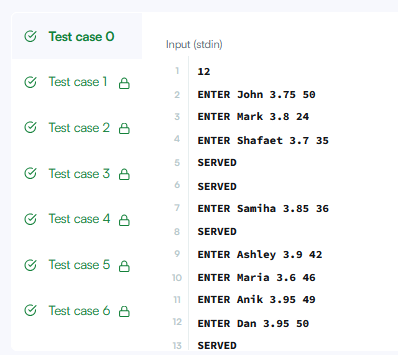 Test case 0
Test case 1
Test case 2
Test case 3
Test case 4
Test case 5
Test case 6
Input (stdin)
1 12
2 ENTER John 3.75 50
3 ENTER Mark 3.8 24
4 ENTER Shafaet 3.7 35
5 SERVED
6 SERVED
7 ENTER Samiha 3.85 36
8 SERVED
9 ENTER Ashley 3.9 42
10 ENTER Maria 3.6 46
11 ENTER Anik 3.95 49
12 ENTER Dan 3.95 50
13 SERVED